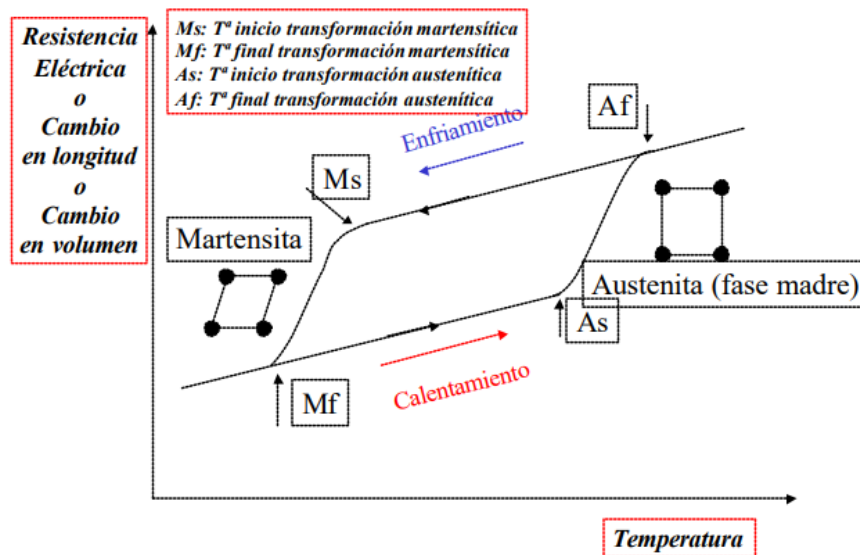 Resistencia
Eléctrica
o
Cambio
en longitud
o
Cambio
en volumen
Ms: Tª inicio transformación martensítica
Mf: Tª final transformación martensítica
As: Tª inicio transformación austenítica
Af: Tª final transformación austenítica
Af
Enfriamiento
Ms
Martensita
Austenita (fase madre)
As
Calentamiento
Mf
Temperatura